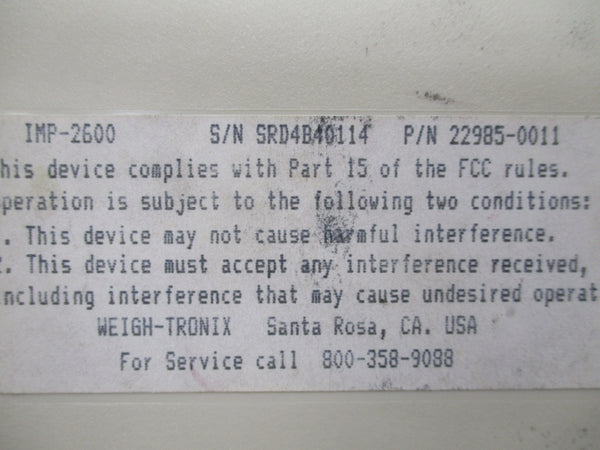 IMP-2600 S/N SRD4B40114 P/N 22985-0011
his device complies with Part 15 of the FCC rules.
peration is subject to the following two conditions:
. This device may not cause harmful interference.
2. This device must accept any interference received,
including interference that may cause undesired operat
WEIGH-TRONIX Santa Rosa, CA. USA
For Service call 800-358-9088